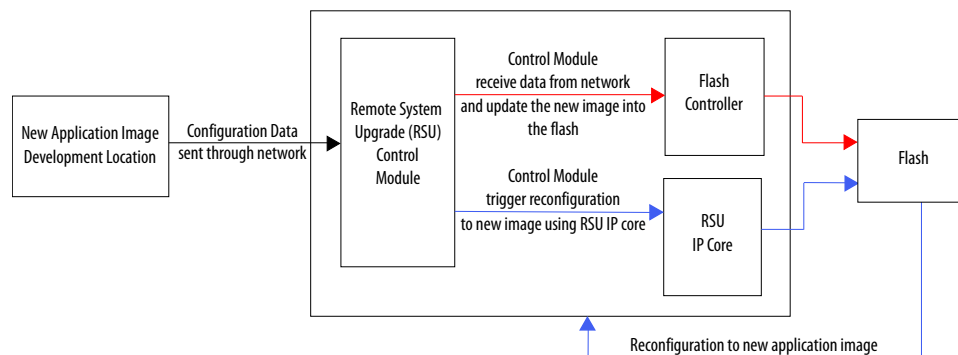 New Application Image
Development Location
Configuration Data
sent through network
Remote System
Upgrade (RSU)
Control
Module
Control Module
receive data from network
and update the new image into
the flash
Flash
Controller
Control Module
trigger reconfiguration
to new image using RSU IP core
RSU
IP Core
Flash
Reconfiguration to new application image